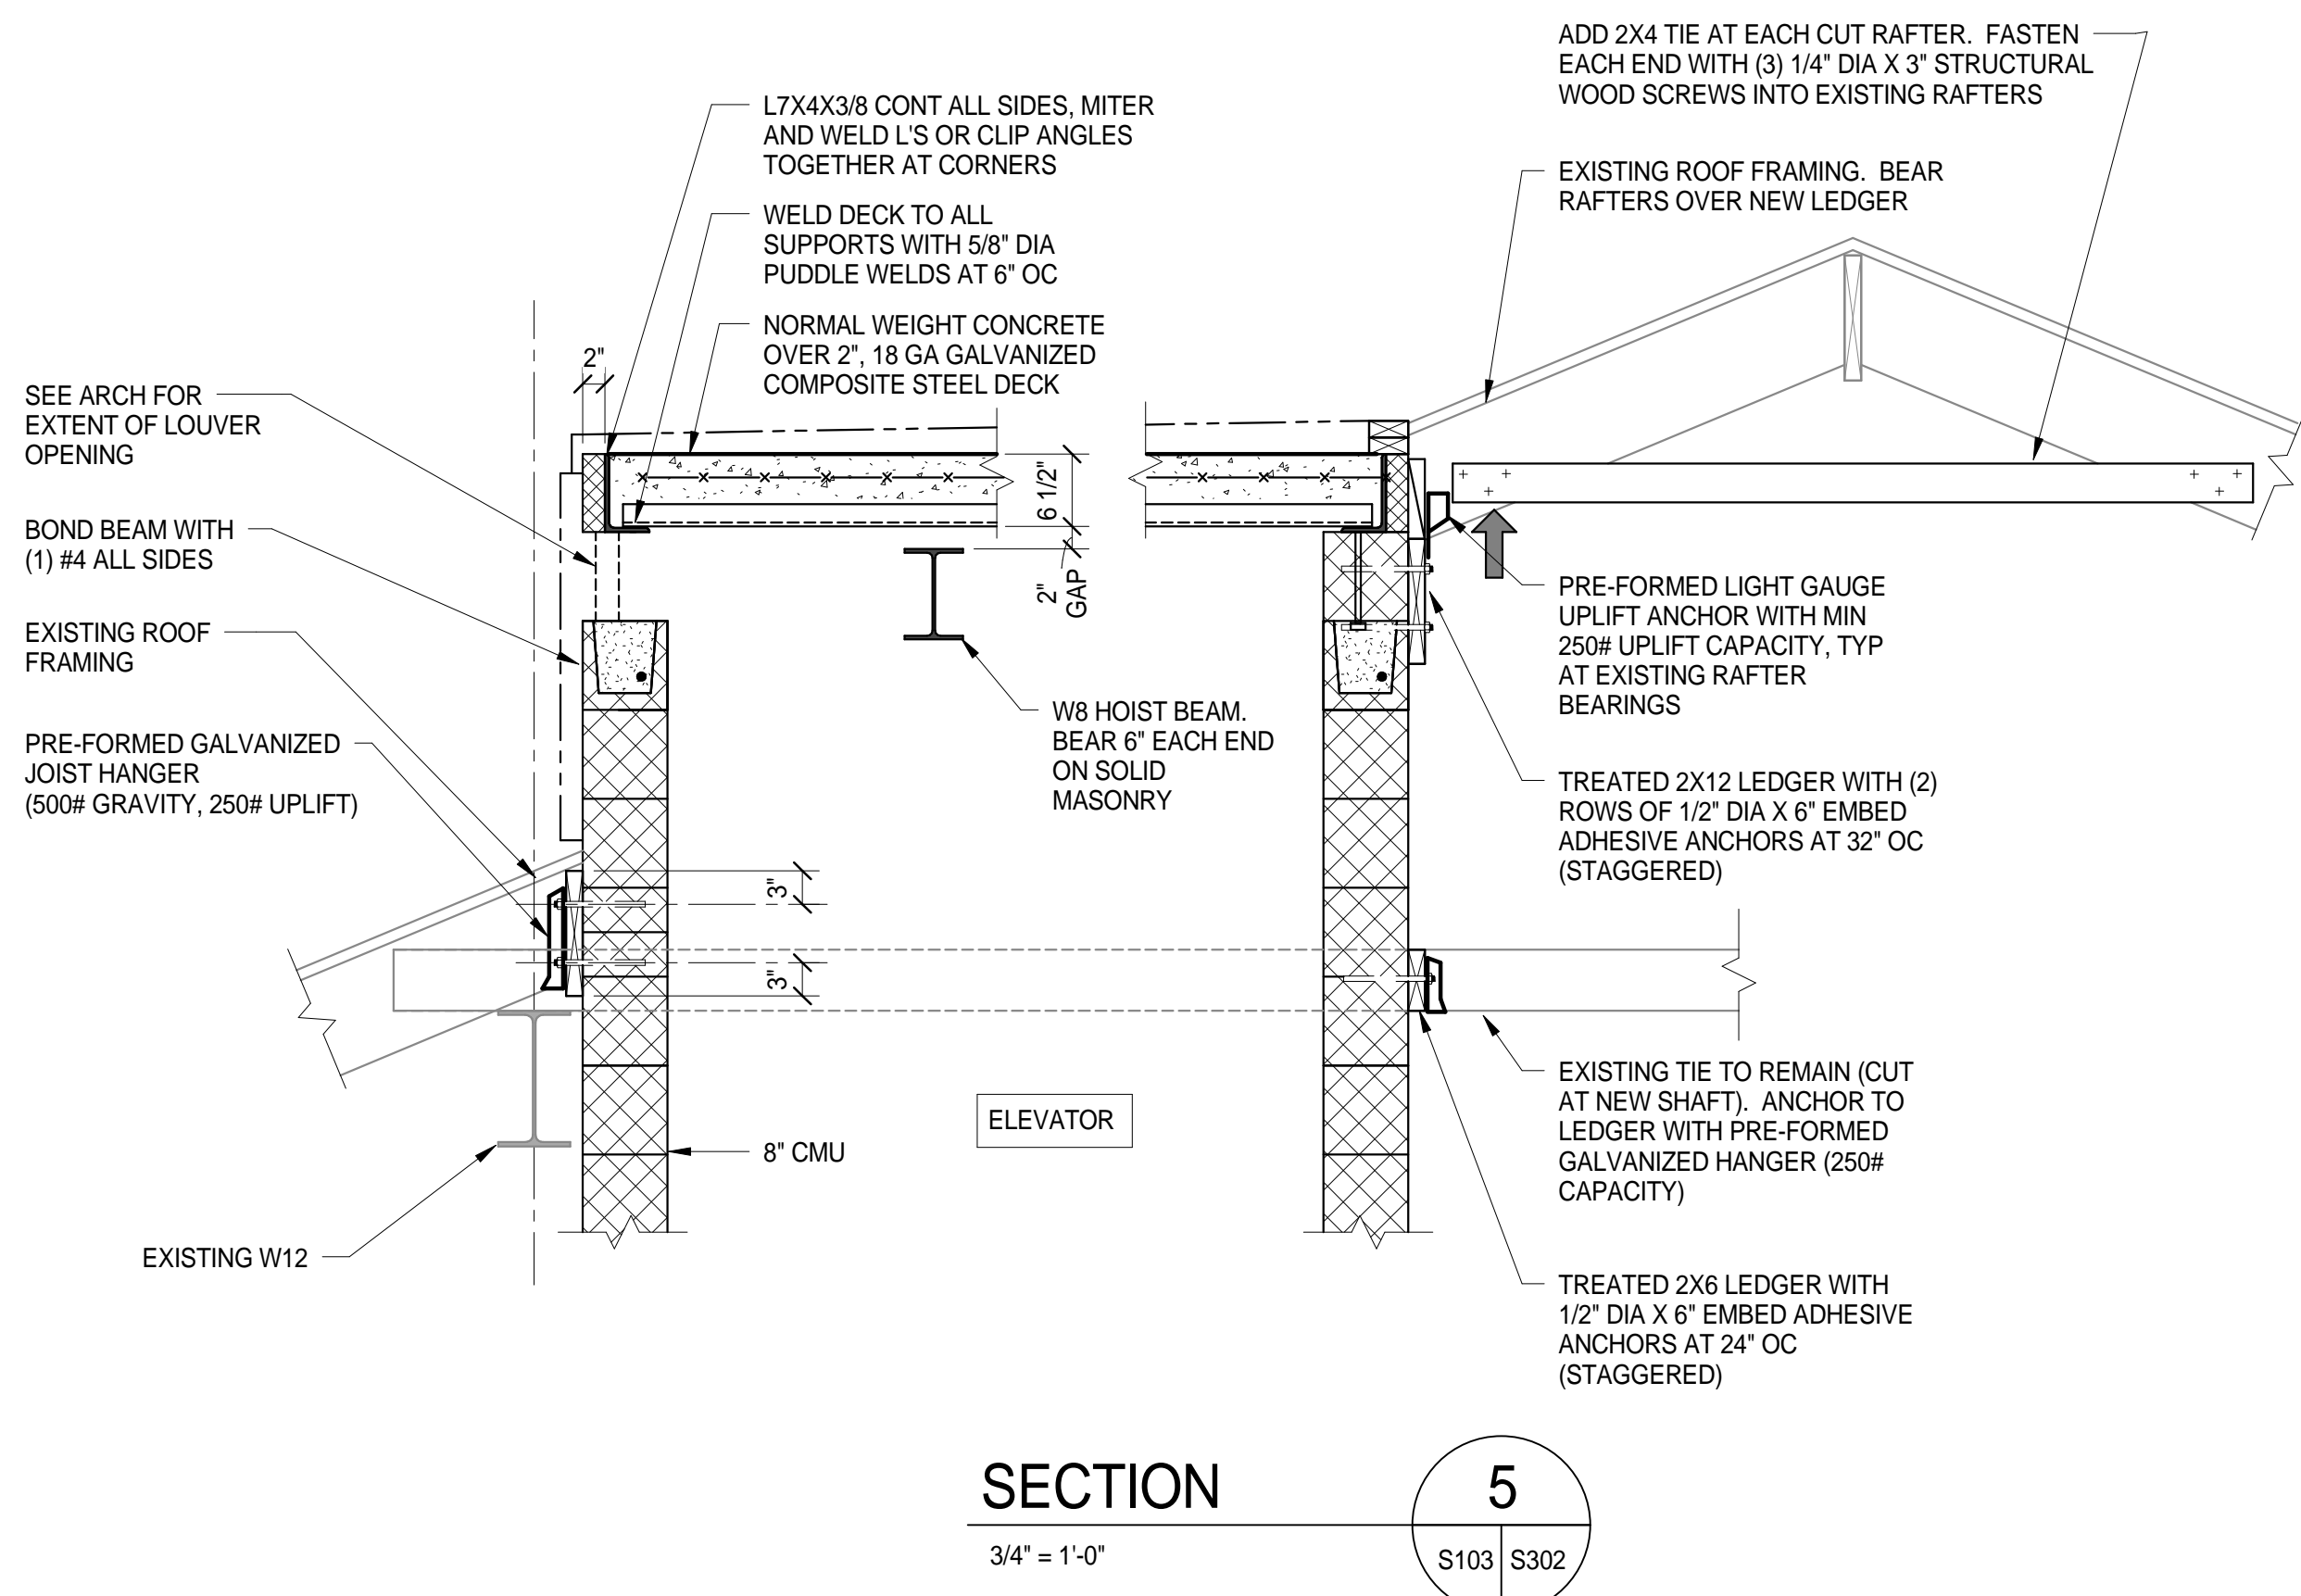 ADD 2X4 TIE AT EACH CUT RAFTER. FASTEN
EACH END WITH (3) 1/4" DIA X 3" STRUCTURAL
WOOD SCREWS INTO EXISTING RAFTERS
L7X4X3/8 CONT ALL SIDES, MITER
AND WELD L'S OR CLIP ANGLES
TOGETHER AT CORNERS
EXISTING ROOF FRAMING. BEAR
RAFTERS OVER NEW LEDGER
WELD DECK TO ALL
SUPPORTS WITH 5/8" DIA
PUDDLE WELDS AT 6" OC
NORMAL WEIGHT CONCRETE
OVER 2", 18 GA GALVANIZED
COMPOSITE STEEL DECK
2"
SEE ARCH FOR
EXTENT OF LOUVER
OPENING
6 1/2"
BOND BEAM WITH
(1) #4 ALL SIDES
2"
GAP
PRE-FORMED LIGHT GAUGE
UPLIFT ANCHOR WITH MIN
250# UPLIFT CAPACITY, TYP
AT EXISTING RAFTER
BEARINGS
EXISTING ROOF
FRAMING
W8 HOIST BEAM.
BEAR 6" EACH END
ON SOLID
MASONRY
PRE-FORMED GALVANIZED
JOIST HANGER
(500# GRAVITY, 250# UPLIFT)
TREATED 2X12 LEDGER WITH (2)
ROWS OF 1/2" DIA X 6" EMBED
ADHESIVE ANCHORS AT 32" OC
(STAGGERED)
3"
3"
EXISTING TIE TO REMAIN (CUT
AT NEW SHAFT). ANCHOR TO
LEDGER WITH PRE-FORMED
GALVANIZED HANGER (250#
CAPACITY)
ELEVATOR
8" CMU
EXISTING W12
TREATED 2X6 LEDGER WITH
1/2" DIA X 6" EMBED ADHESIVE
ANCHORS AT 24" OC
(STAGGERED)
SECTION
5
3/4" = 1'-0"
S103
S302